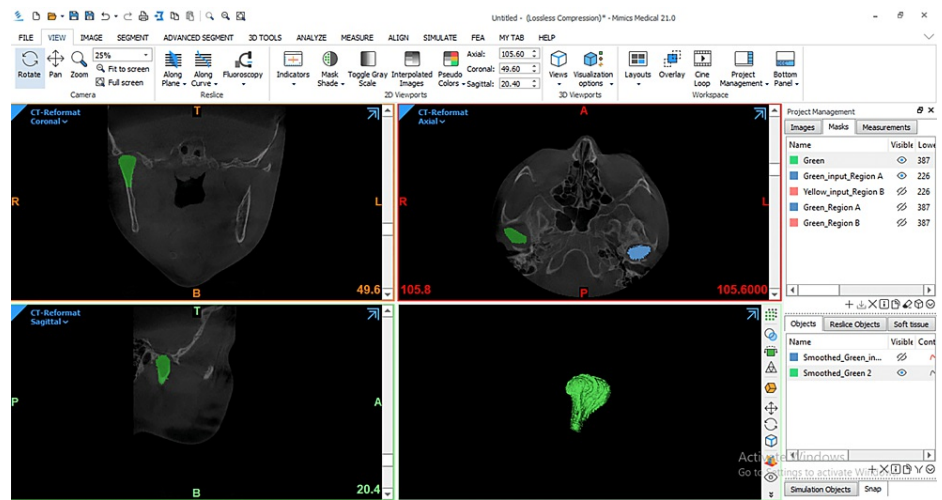 Untitled - (Lossless Compression)* - Mimics Medical 21.0
FILE VIEW IMAGE SEGMENT ADVANCED SEGMENT 3D TOOLS ANALYZE MEASURE ALIGN SIMULATE FEA MY TAB HELP
Rotate Pan Zoom 25% Fit to screen Full screen
Camera
Along Plane Along Curve Fluoroscopy
Reslice
Indicators Mask Shade Toggle Gray Scale Interpolated Images Pseudo Colors
Axial: 105.60
Coronal: 49.60
Sagittal: 20.40
2D Viewports
Views Visualization options
3D Viewports
Layouts Overlay Cine Loop Project Management Bottom Panel
Workspace
CT-Reformat
Coronal
T
R
L
B
49.6
CT-Reformat
Axial
A
R
L
105.8
P
105.6000
CT-Reformat
Sagittal
T
P
A
B
20.4
Project Management
Images Masks Measurements
Name Visible Lowe
Green 387
Green_input_Region A 226
Yellow_input_Region B 226
Green_Region A 387
Green_Region B 387
Objects Reslice Objects Soft tissue
Name Visible Cont
Smoothed_Green_in...
Smoothed_Green 2
Activate Windows
Go to Settings to activate Windows
Simulation Objects Snap